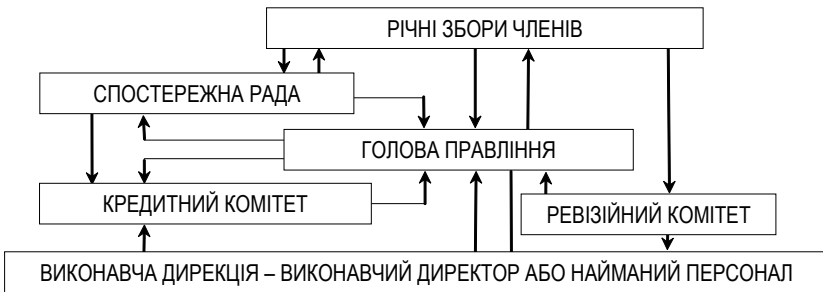 РІЧНІ ЗБОРИ ЧЛЕНІВ
СПОСТЕРЕЖНА РАДА
ГОЛОВА ПРАВЛІННЯ
КРЕДИТНИЙ КОМІТЕТ
РЕВІЗІЙНИЙ КОМІТЕТ
ВИКОНАВЧА ДИРЕКЦІЯ – ВИКОНАВЧИЙ ДИРЕКТОР АБО НАЙМАНИЙ ПЕРСОНАЛ